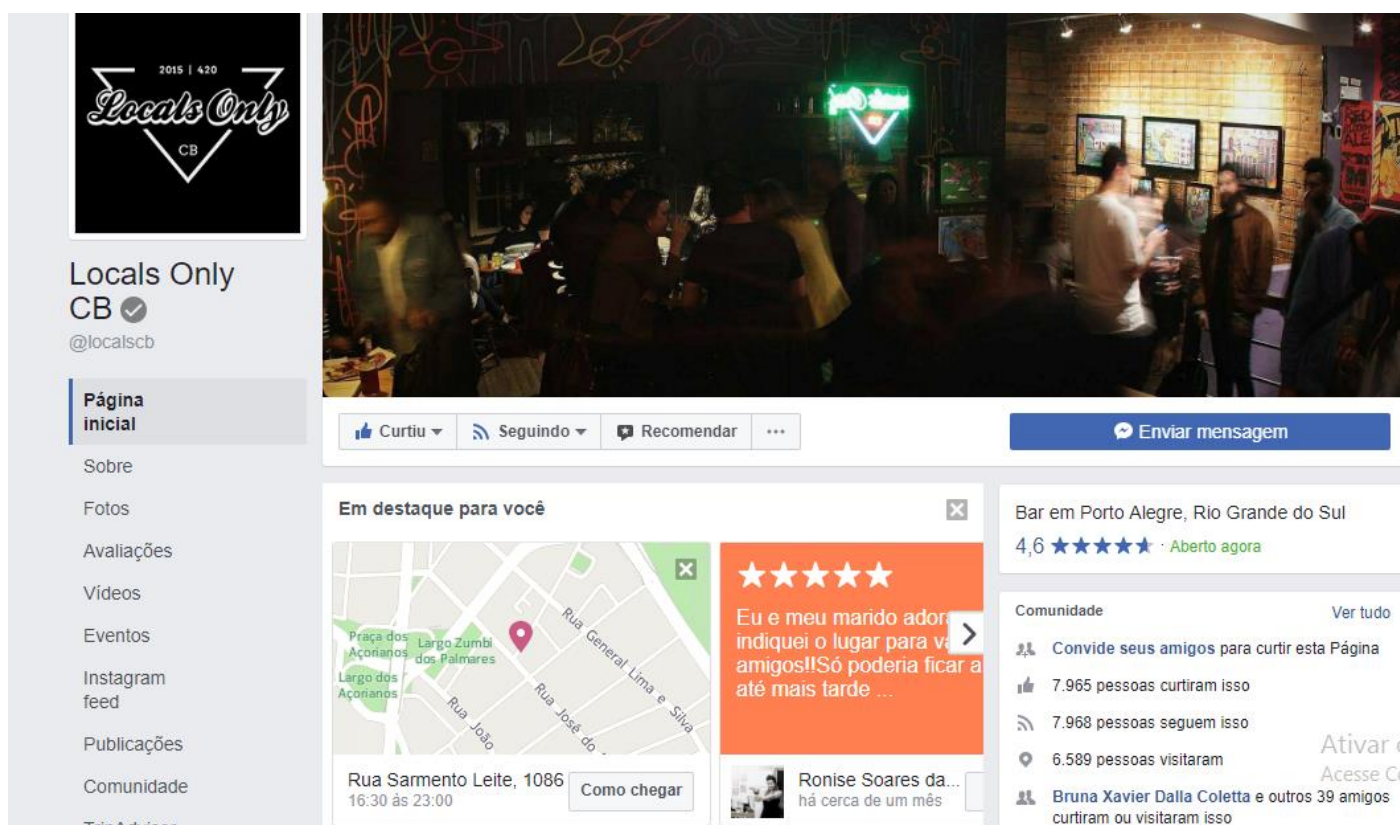 2015 | 420
Locals Only
CB
Locals Only
CB
@localscb
Página
inicial
Sobre
Fotos
Avaliações
Vídeos
Eventos
Instagram
feed
Publicações
Comunidade
Curtiu
Seguindo
Recomendar
Enviar mensagem
Em destaque para você
Praça dos
Açorianos
Largo Zumbi
dos Palmares
Largo dos
Açorianos
Rua General Lima e Silva
Rua João
Rua José do
Rua Sarmento Leite, 1086
16:30 às 23:00
Como chegar
Eu e meu marido
indiquei o lugar para
amigos!!Só poderia ficar a
até mais tarde ...
Ronise Soares da...
há cerca de um mês
Bar em Porto Alegre, Rio Grande do Sul
4,6 · Aberto agora
Comunidade Ver tudo
Convide seus amigos para curtir esta Página
7.965 pessoas curtiram isso
7.968 pessoas seguem isso
6.589 pessoas visitaram
Bruna Xavier Dalla Coletta e outros 39 amigos
curtiram ou visitaram isso
Ativar
Acesse